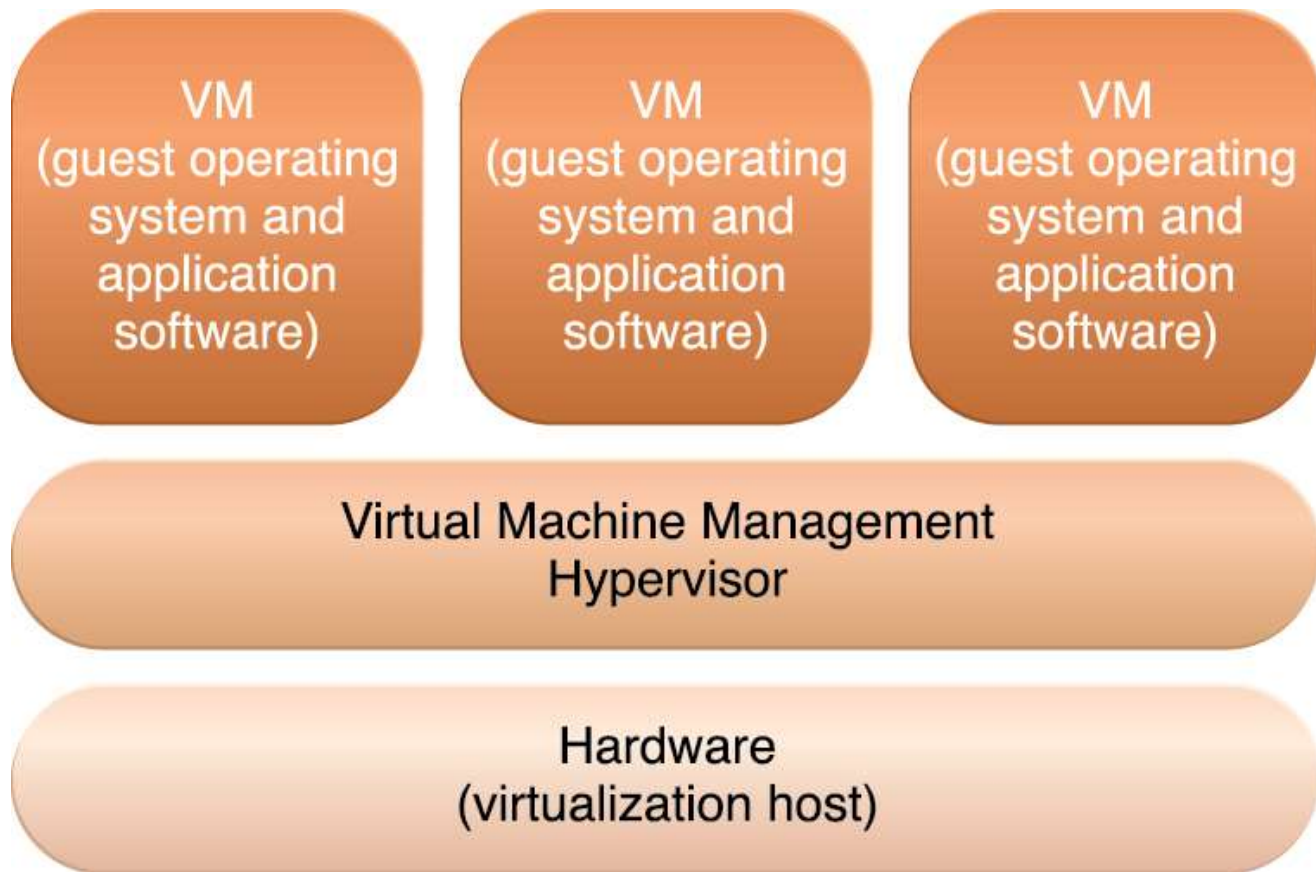 VM
(guest operating
system and
application
software)
VM
(guest operating
system and
application
software)
VM
(guest operating
system and
application
software)
Virtual Machine Management
Hypervisor
Hardware
(virtualization host)